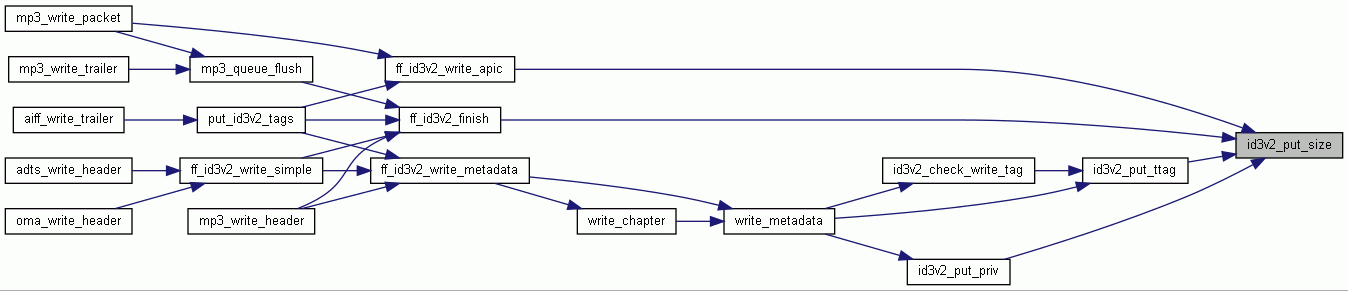 mp3_write_packet
mp3_write_trailer
mp3_queue_flush
ff_id3v2_write_apic
aiff_write_trailer
put_id3v2_tags
ff_id3v2_finish
id3v2_put_size
adts_write_header
ff_id3v2_write_simple
ff_id3v2_write_metadata
id3v2_check_write_tag
id3v2_put_ttag
oma_write_header
mp3_write_header
write_chapter
write_metadata
id3v2_put_priv